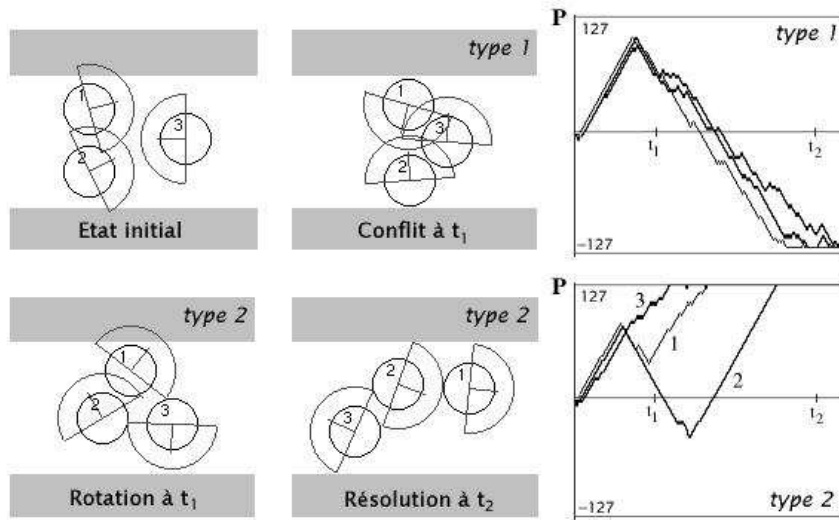 1
2
3
Etat initial
type 1
1
3
2
Conflit à t1
P
127
type 1
t1
t2
-127
type 2
1
2
3
Rotation à t1
type 2
2
1
3
Résolution à t2
P
127
3
1
2
t1
t2
-127
type 2